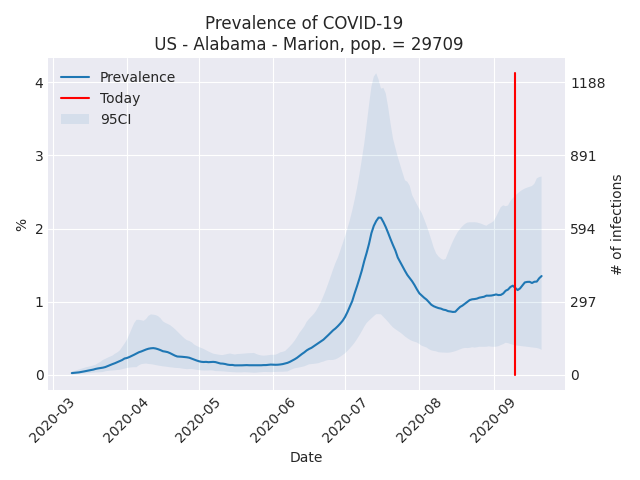 Prevalence of COVID-19
US - Alabama - Marion, pop. = 29709
Prevalence
Today
95CI
4
3
2
1
0
%
1188
891
594
297
0
# of infections
2020-03
2020-04
2020-05
2020-06
2020-07
2020-08
2020-09
Date